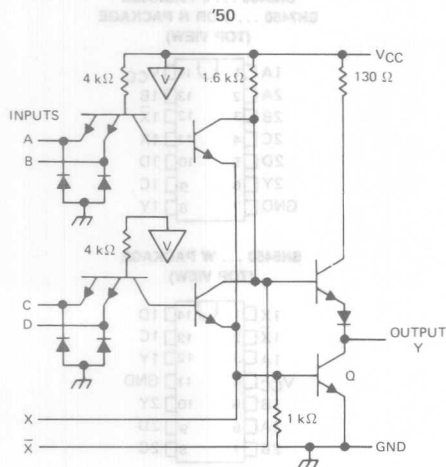 '50
VCC
4 kΩ
V
1.6 kΩ
130 Ω
INPUTS
A
B
V
4 kΩ
C
D
OUTPUT
Y
Q
X
1 kΩ
X̅
GND